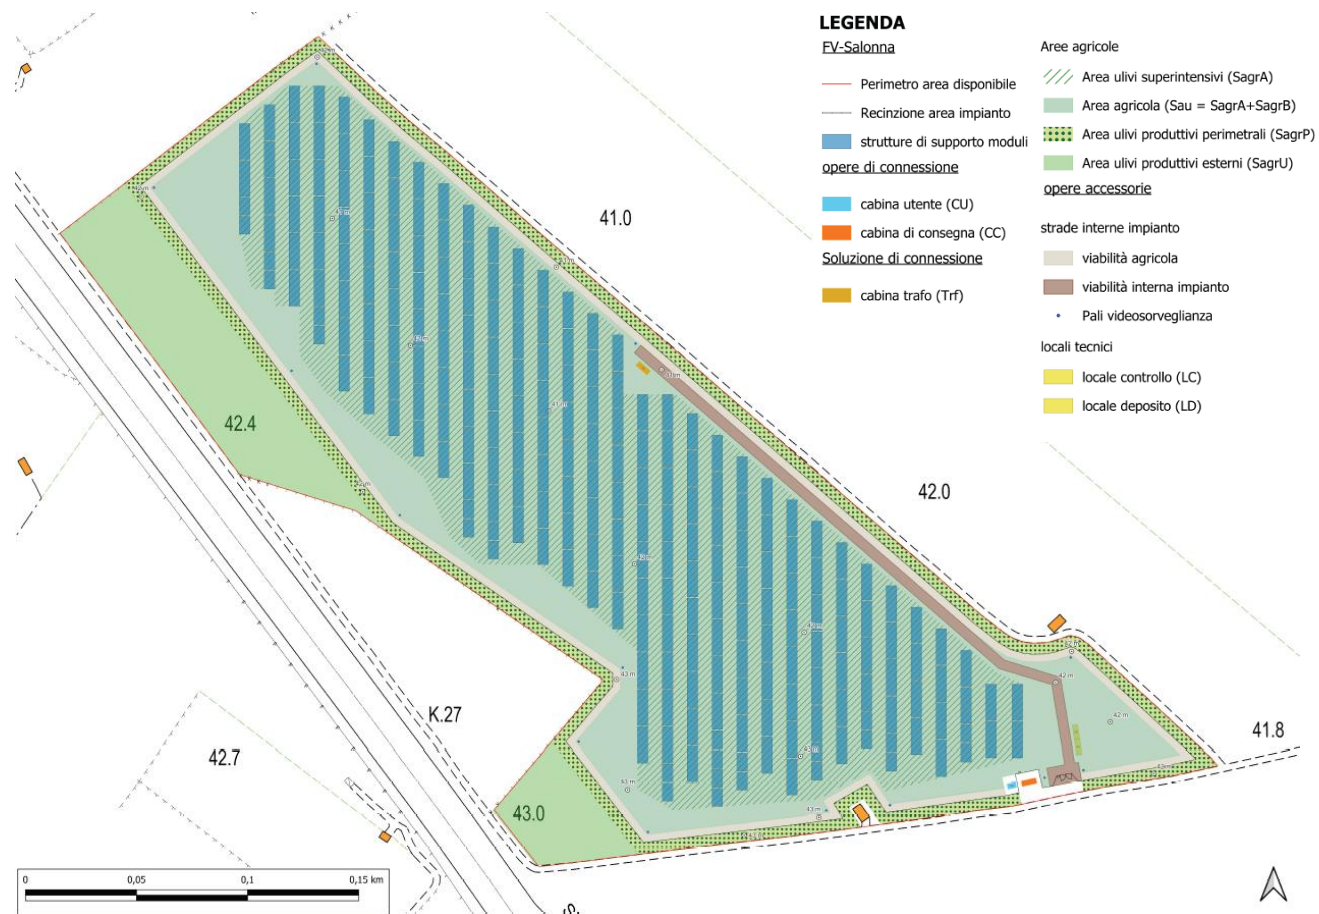 LEGENDA
FV-Salonna
Perimetro area disponibile
Recinzione area impianto
strutture di supporto moduli
opere di connessione
cabina utente (CU)
cabina di consegna (CC)
Soluzione di connessione
cabina trafo (Trf)
Aree agricole
Area ulivi superintensivi (SagrA)
Area agricola (Sau = SagrA+SagrB)
Area ulivi produttivi perimetrali (SagrP)
Area ulivi produttivi esterni (SagrU)
opere accessorie
strade interne impianto
viabilità agricola
viabilità interna impianto
Pali videosorveglianza
locali tecnici
locale controllo (LC)
locale deposito (LD)
41.0
42.4
42.0
K.27
42.7
41.8
43.0
43 m
42 m
42 m
0 0,05 0,1 0,15 km